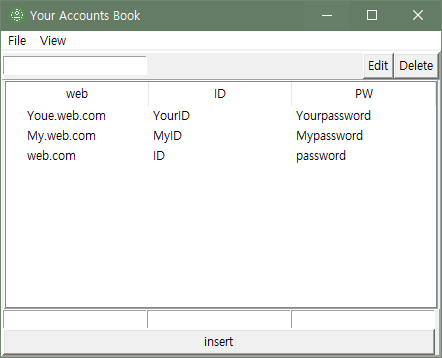 Your Accounts Book
File View
Edit Delete
web ID PW
Youe.web.com YourID Yourpassword
My.web.com MyID Mypassword
web.com ID password
insert